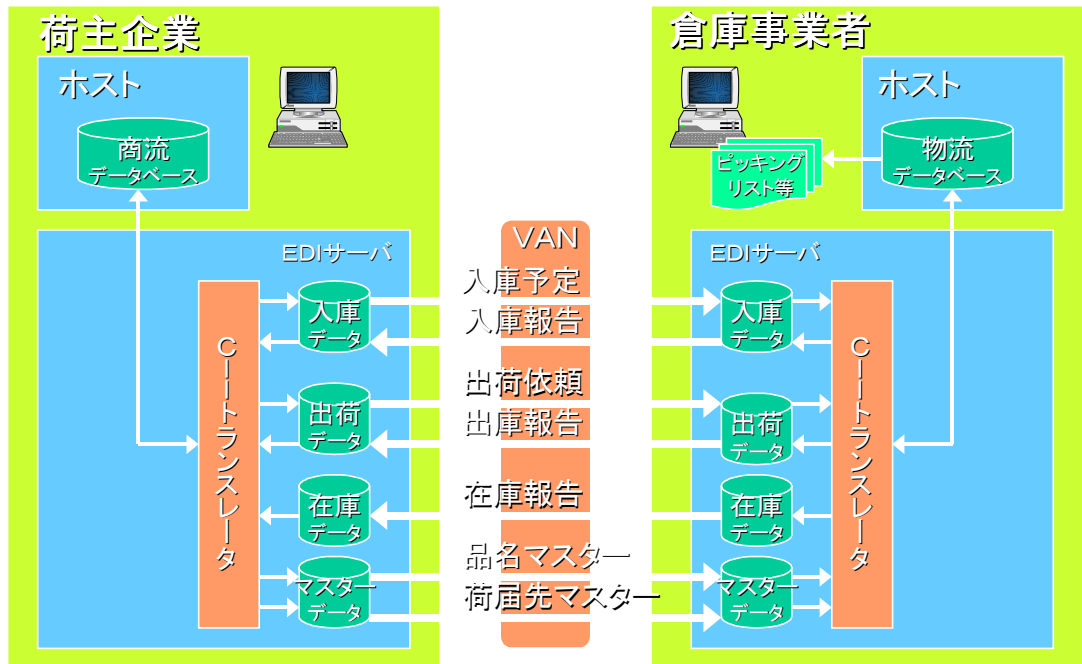 荷主企業
ホスト
商流
データベース
EDIサーバ
CIIトランスレータ
入庫
データ
出荷
データ
在庫
データ
マスター
データ
VAN
入庫予定
入庫報告
出荷依頼
出庫報告
在庫報告
品名マスター
荷届先マスター
倉庫事業者
ホスト
ピッキング
リスト等
物流
データベース
EDIサーバ
入庫
データ
出荷
データ
在庫
データ
マスター
データ
CIIトランスレータ